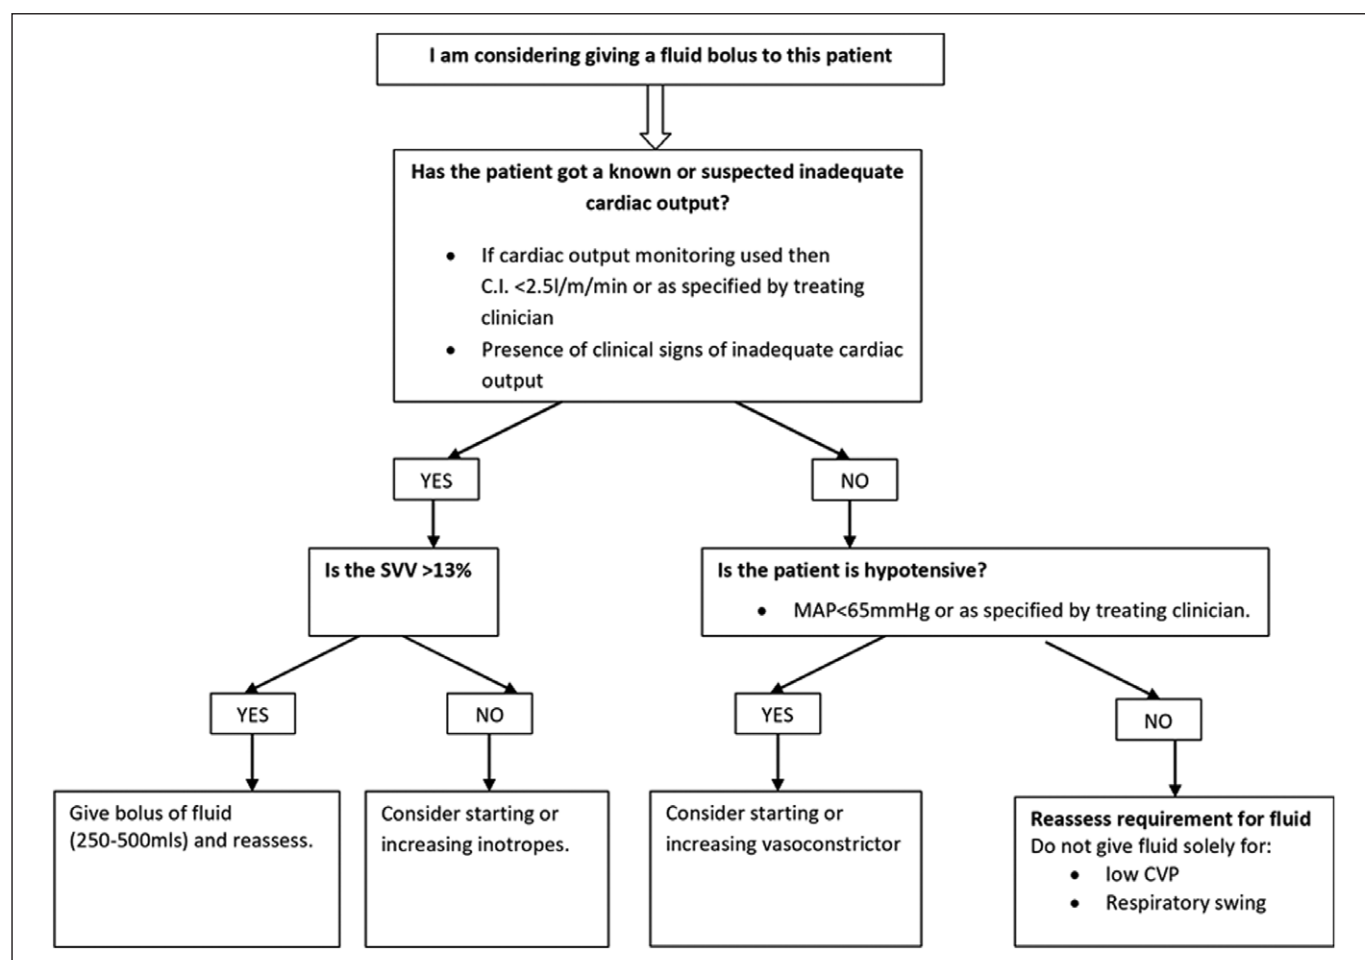 I am considering giving a fluid bolus to this patient
Has the patient got a known or suspected inadequate
cardiac output?
• If cardiac output monitoring used then
C.I. <2.5l/m/min or as specified by treating
clinician
• Presence of clinical signs of inadequate cardiac
output
YES
NO
Is the SVV >13%
Is the patient is hypotensive?
• MAP<65mmHg or as specified by treating clinician.
YES
NO
YES
NO
Give bolus of fluid
(250-500mls) and reassess.
Consider starting or
increasing inotropes.
Consider starting or
increasing vasoconstrictor
Reassess requirement for fluid
Do not give fluid solely for:
• low CVP
• Respiratory swing